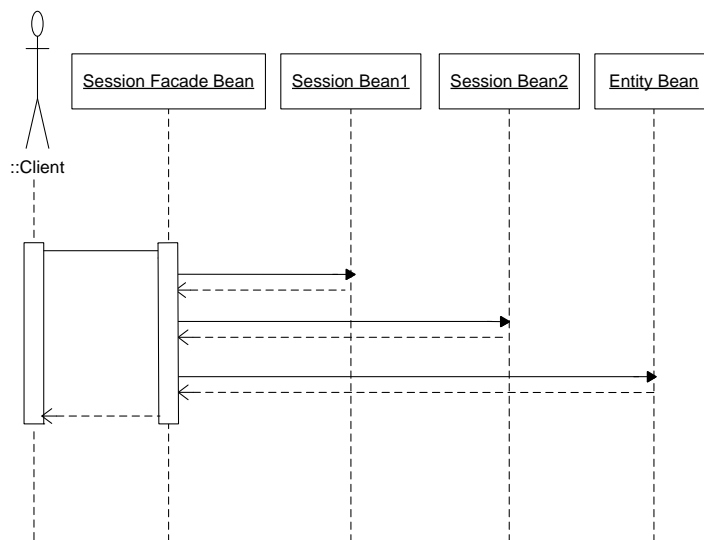 Session Facade Bean
Session Bean1
Session Bean2
Entity Bean
::Client